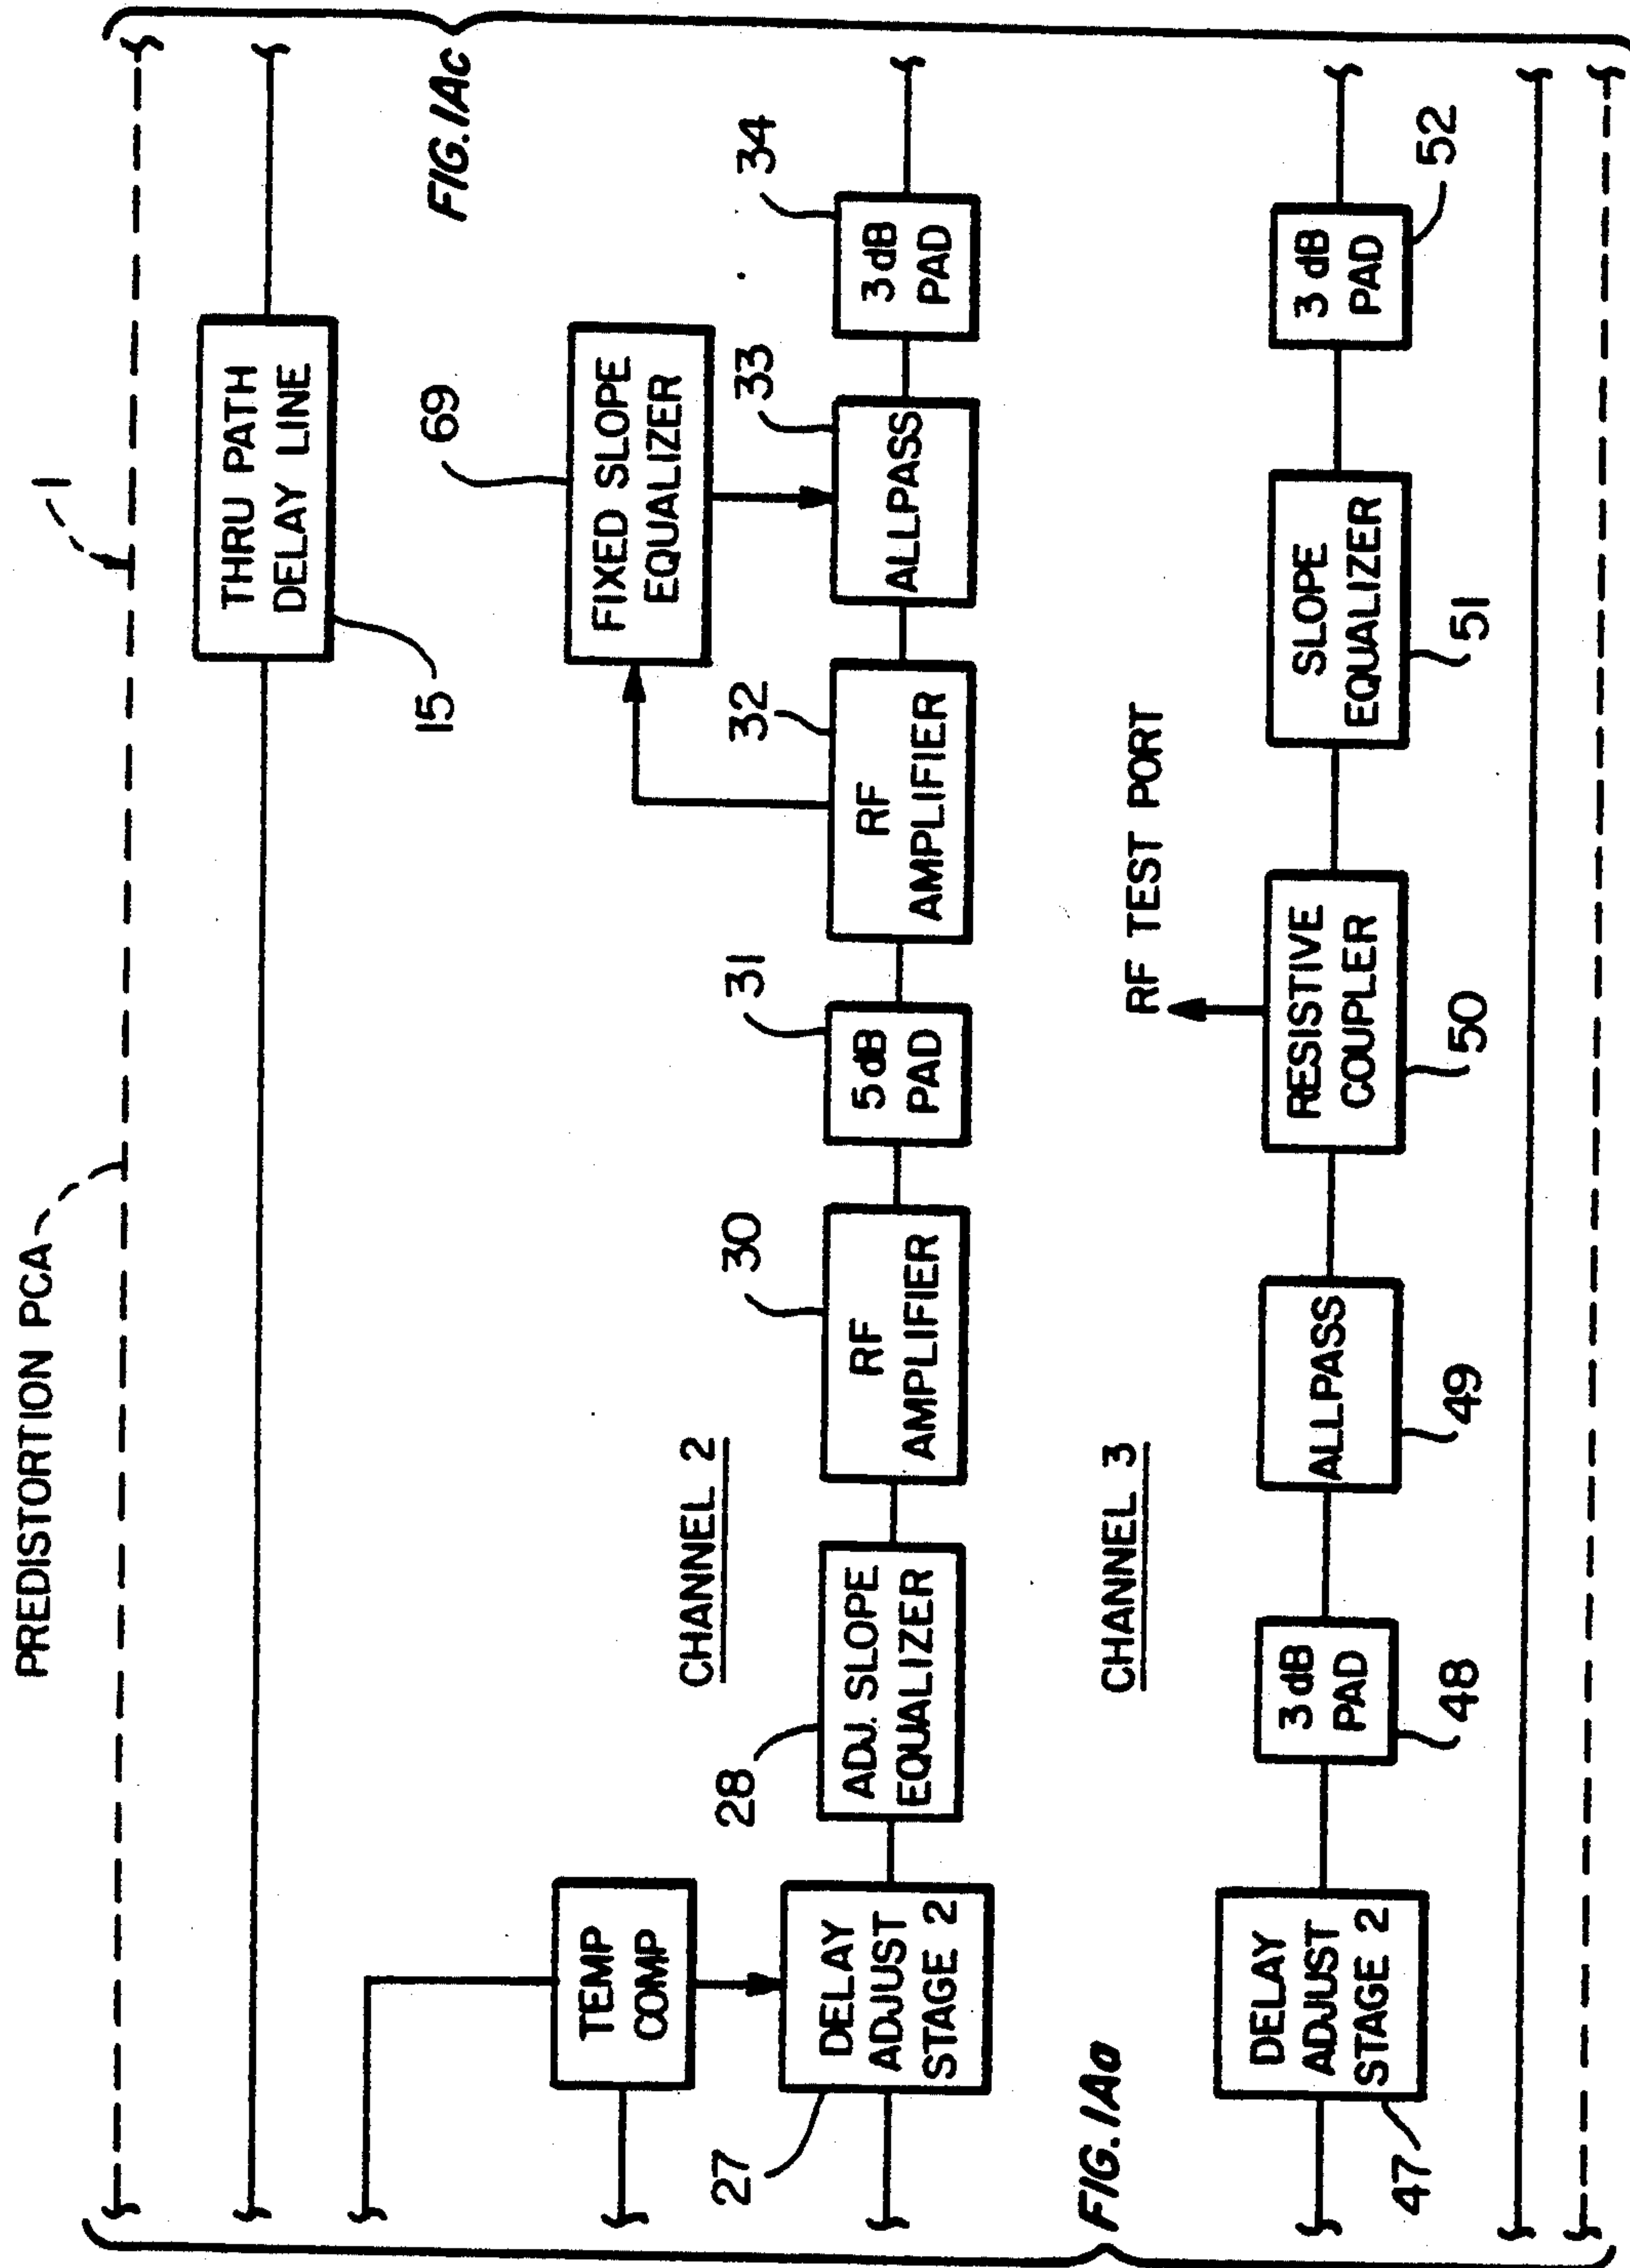 PREDISTORTION PCA
1
THRU PATH
DELAY LINE
15
FIG. 1Ac
69
FIXED SLOPE
EQUALIZER
TEMP
COMP
CHANNEL 2
27
DELAY
ADJUST
STAGE 2
28
ADJ. SLOPE
EQUALIZER
30
RF
AMPLIFIER
31
5 dB
PAD
32
RF
AMPLIFIER
33
ALLPASS
34
3 dB
PAD
FIG. 1Aa
CHANNEL 3
RF TEST PORT
DELAY
ADJUST
STAGE 2
47
3 dB
PAD
48
ALLPASS
49
RESISTIVE
COUPLER
50
SLOPE
EQUALIZER
51
3 dB
PAD
52